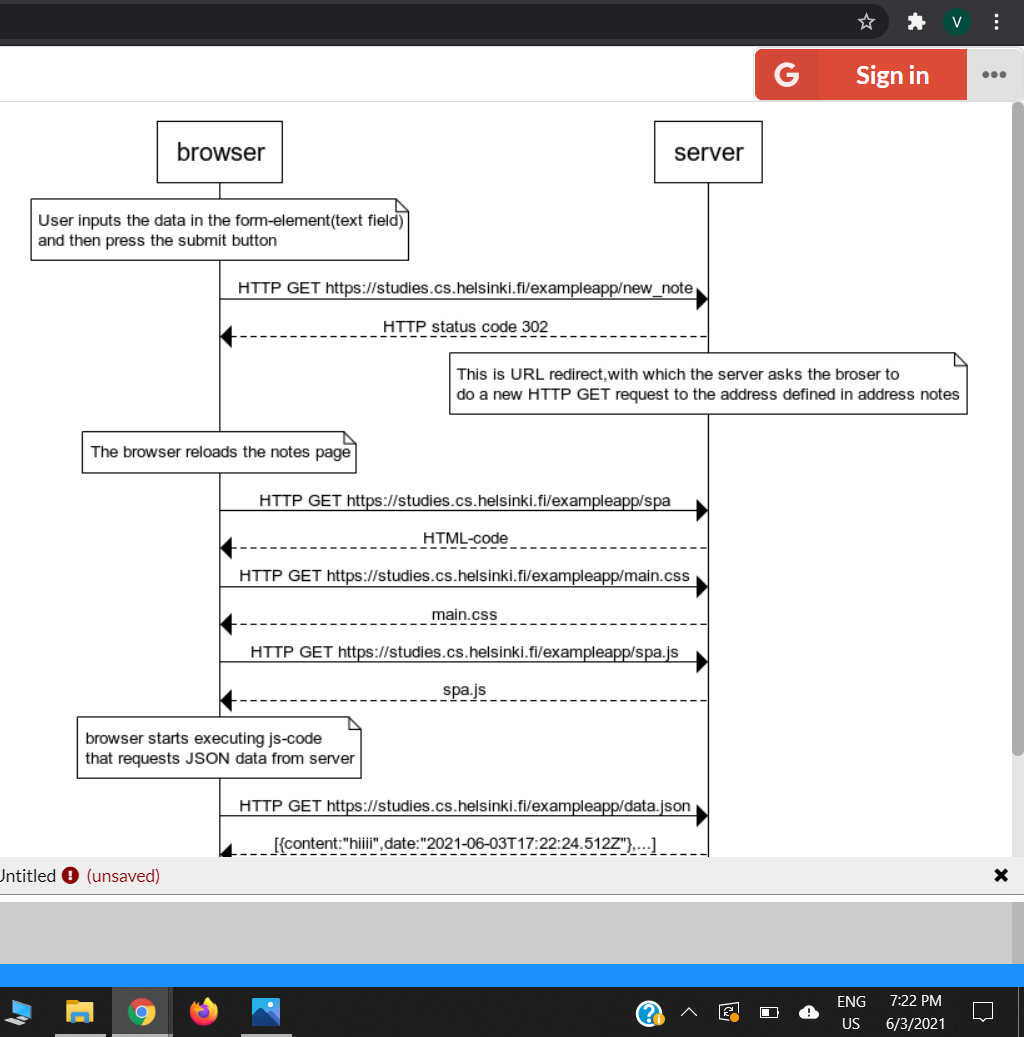 V
G Sign in
browser
server
User inputs the data in the form-element(text field)
and then press the submit button
HTTP GET https://studies.cs.helsinki.fi/exampleapp/new_note
HTTP status code 302
This is URL redirect,with which the server asks the broser to
do a new HTTP GET request to the address defined in address notes
The browser reloads the notes page
HTTP GET https://studies.cs.helsinki.fi/exampleapp/spa
HTML-code
HTTP GET https://studies.cs.helsinki.fi/exampleapp/main.css
main.css
HTTP GET https://studies.cs.helsinki.fi/exampleapp/spa.js
spa.js
browser starts executing js-code
that requests JSON data from server
HTTP GET https://studies.cs.helsinki.fi/exampleapp/data.json
[{content:"hiiii",date:"2021-06-03T17:22:24.512Z"},...]
Untitled (unsaved)
ENG
US
7:22 PM
6/3/2021